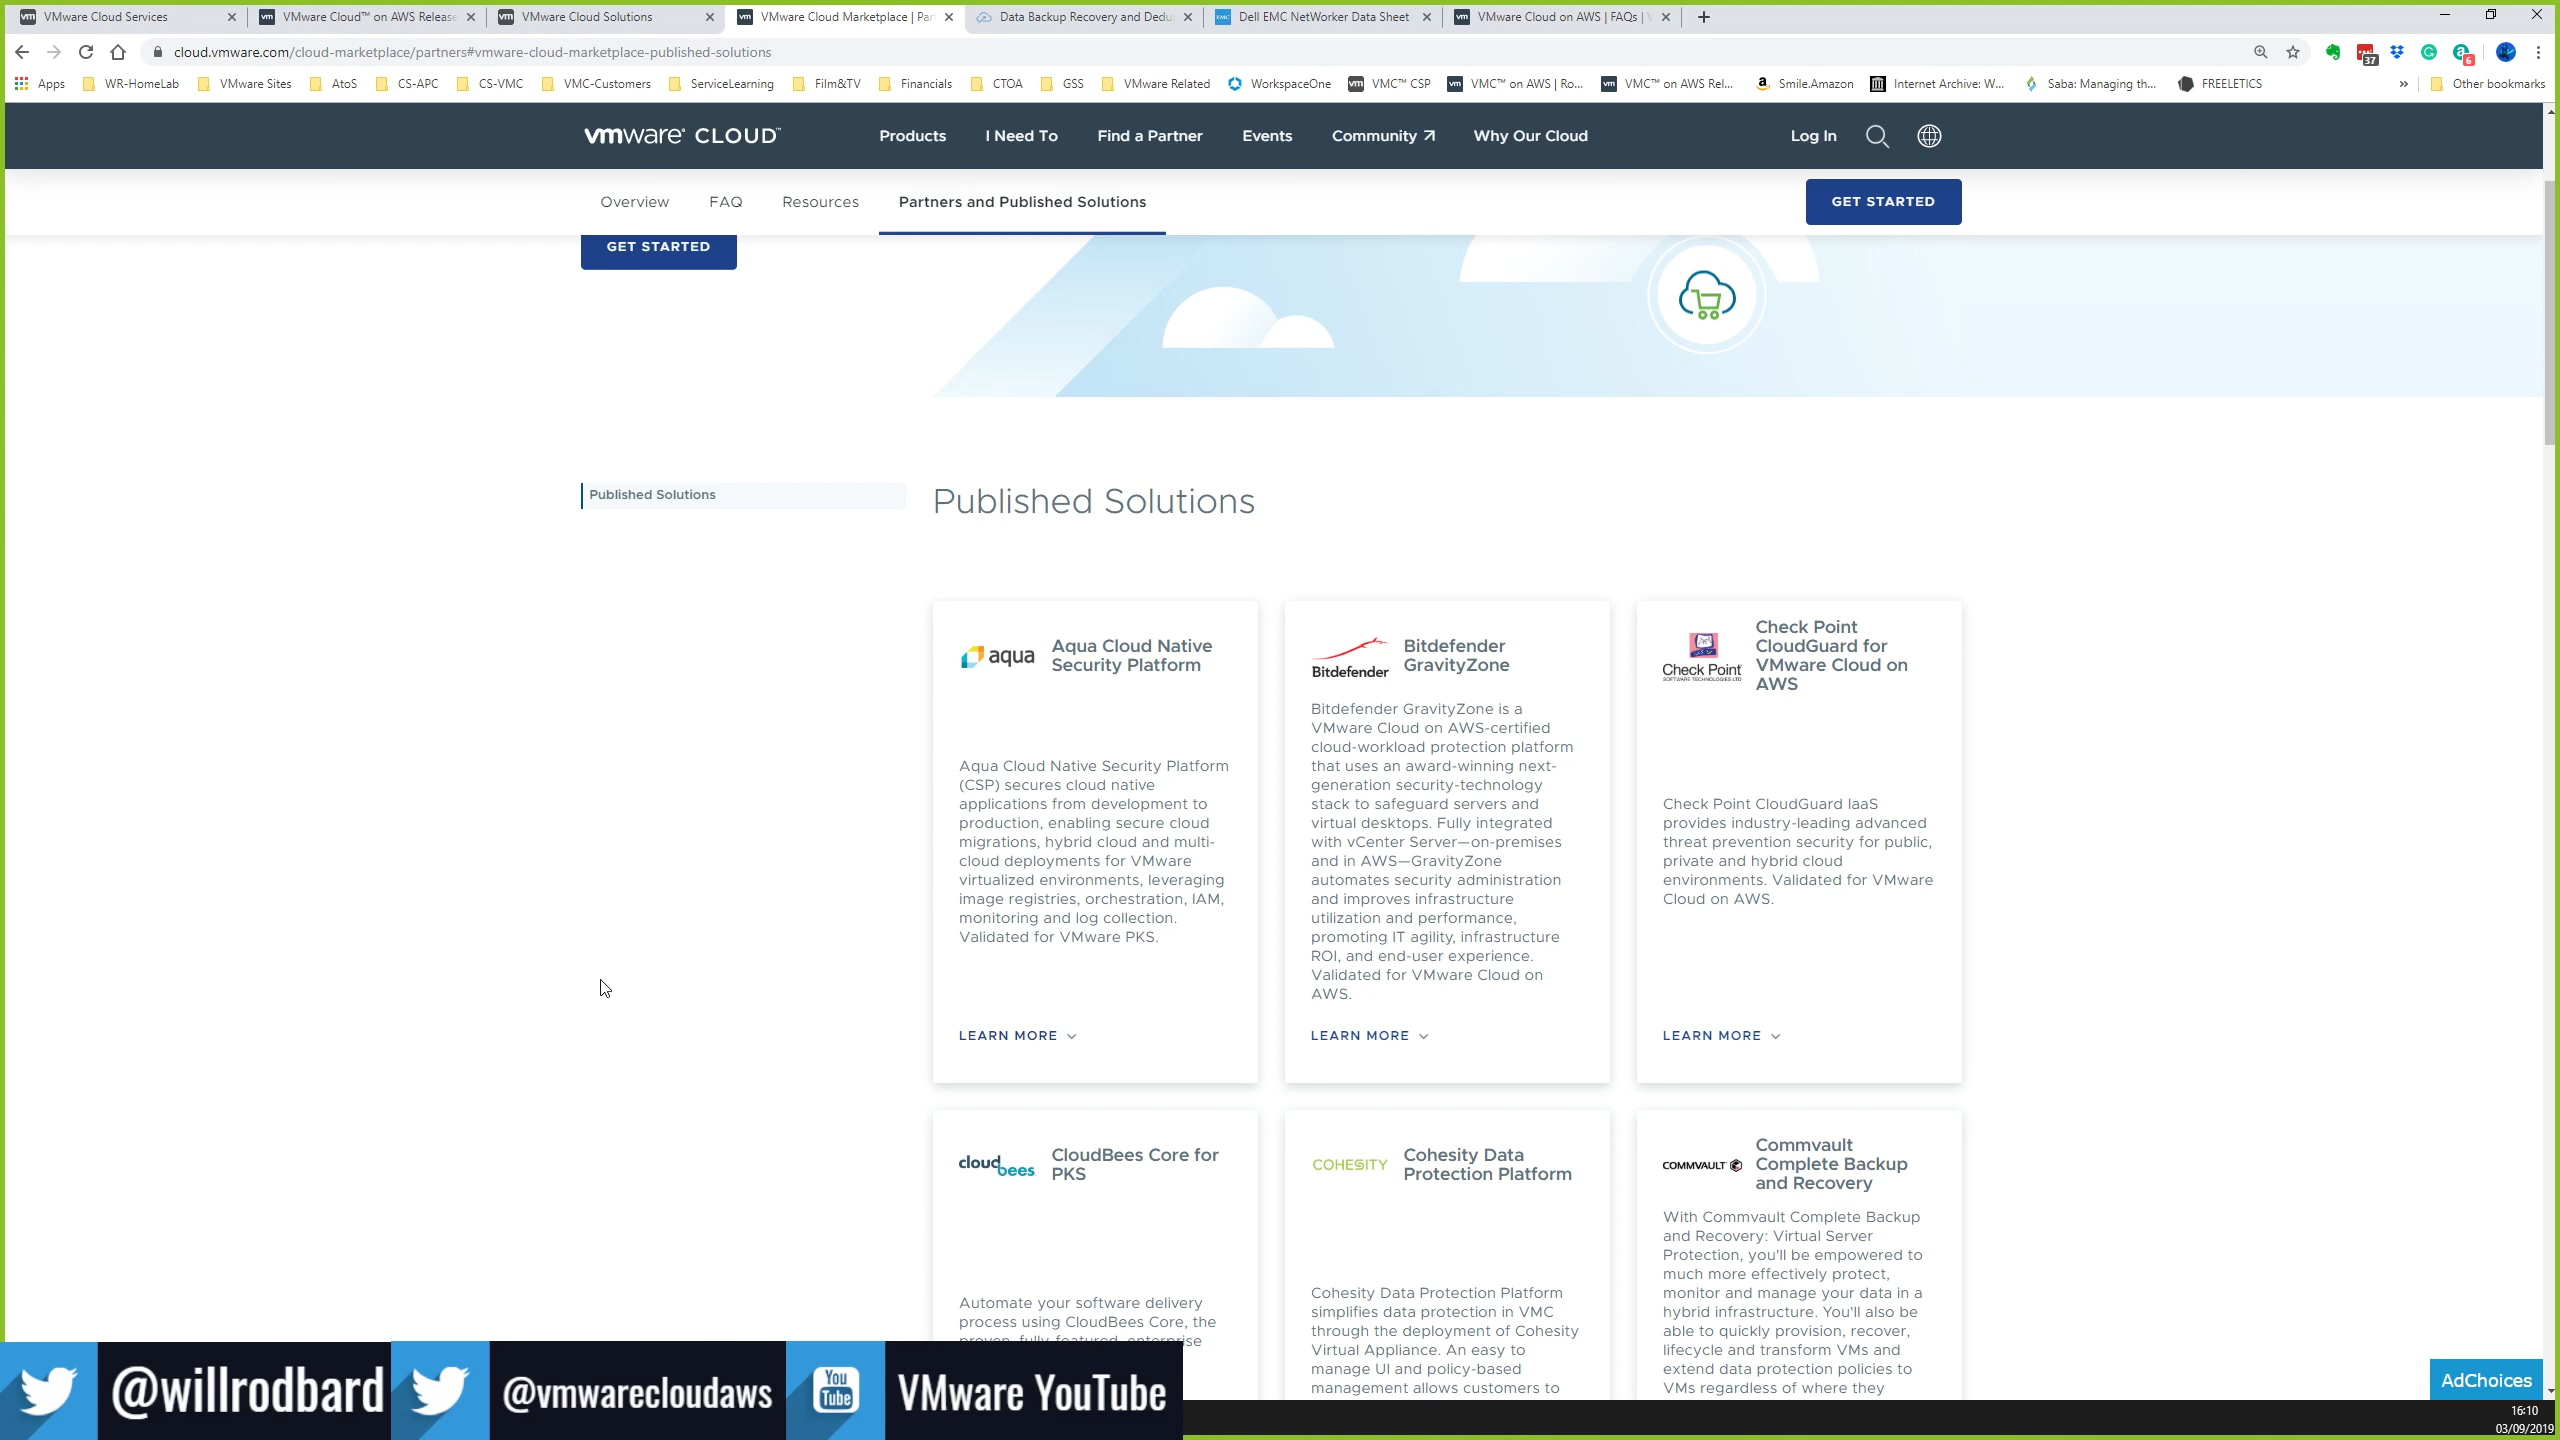 VMware Cloud Services
VMware Cloud™ on AWS Release
VMware Cloud Solutions
VMware Cloud Marketplace | Par
Data Backup Recovery and Dedu
Dell EMC NetWorker Data Sheet
VMware Cloud on AWS | FAQs |
cloud.vmware.com/cloud-marketplace/partners#vmware-cloud-marketplace-published-solutions
37
6
Apps
WR-HomeLab
VMware Sites
AtoS
CS-APC
CS-VMC
VMC-Customers
ServiceLearning
Film&TV
Financials
CTOA
GSS
VMware Related
WorkspaceOne
VMC™ CSP
VMC™ on AWS | Ro...
VMC™ on AWS Rel...
Smile.Amazon
Internet Archive: W...
Saba: Managing th...
FREELETICS
»
Other bookmarks
vmware® CLOUD™
Products
I Need To
Find a Partner
Events
Community
Why Our Cloud
Log In
Overview
FAQ
Resources
Partners and Published Solutions
GET STARTED
GET STARTED
Published Solutions
Published Solutions
aqua
Aqua Cloud Native
Security Platform
Aqua Cloud Native Security Platform
(CSP) secures cloud native
applications from development to
production, enabling secure cloud
migrations, hybrid cloud and multi-
cloud deployments for VMware
virtualized environments, leveraging
image registries, orchestration, IAM,
monitoring and log collection.
Validated for VMware PKS.
LEARN MORE
Bitdefender
Bitdefender
GravityZone
Bitdefender GravityZone is a
VMware Cloud on AWS-certified
cloud-workload protection platform
that uses an award-winning next-
generation security-technology
stack to safeguard servers and
virtual desktops. Fully integrated
with vCenter Server—on-premises
and in AWS—GravityZone
automates security administration
and improves infrastructure
utilization and performance,
promoting IT agility, infrastructure
ROI, and end-user experience.
Validated for VMware Cloud on
AWS.
LEARN MORE
Check Point
SOFTWARE TECHNOLOGIES LTD
Check Point
CloudGuard for
VMware Cloud on
AWS
Check Point CloudGuard IaaS
provides industry-leading advanced
threat prevention security for public,
private and hybrid cloud
environments. Validated for VMware
Cloud on AWS.
LEARN MORE
cloudbees
CloudBees Core for
PKS
Automate your software delivery
process using CloudBees Core, the
proven, fully-featured, enterprise
COHESITY
Cohesity Data
Protection Platform
Cohesity Data Protection Platform
simplifies data protection in VMC
through the deployment of Cohesity
Virtual Appliance. An easy to
manage UI and policy-based
management allows customers to
COMMVAULT
Commvault
Complete Backup
and Recovery
With Commvault Complete Backup
and Recovery: Virtual Server
Protection, you'll be empowered to
much more effectively protect,
monitor and manage your data in a
hybrid infrastructure. You'll also be
able to quickly provision, recover,
lifecycle and transform VMs and
extend data protection policies to
VMs regardless of where they
AdChoices
@willrodbard
@vmwarecloudaws
You
Tube
VMware YouTube
16:10
03/09/2019